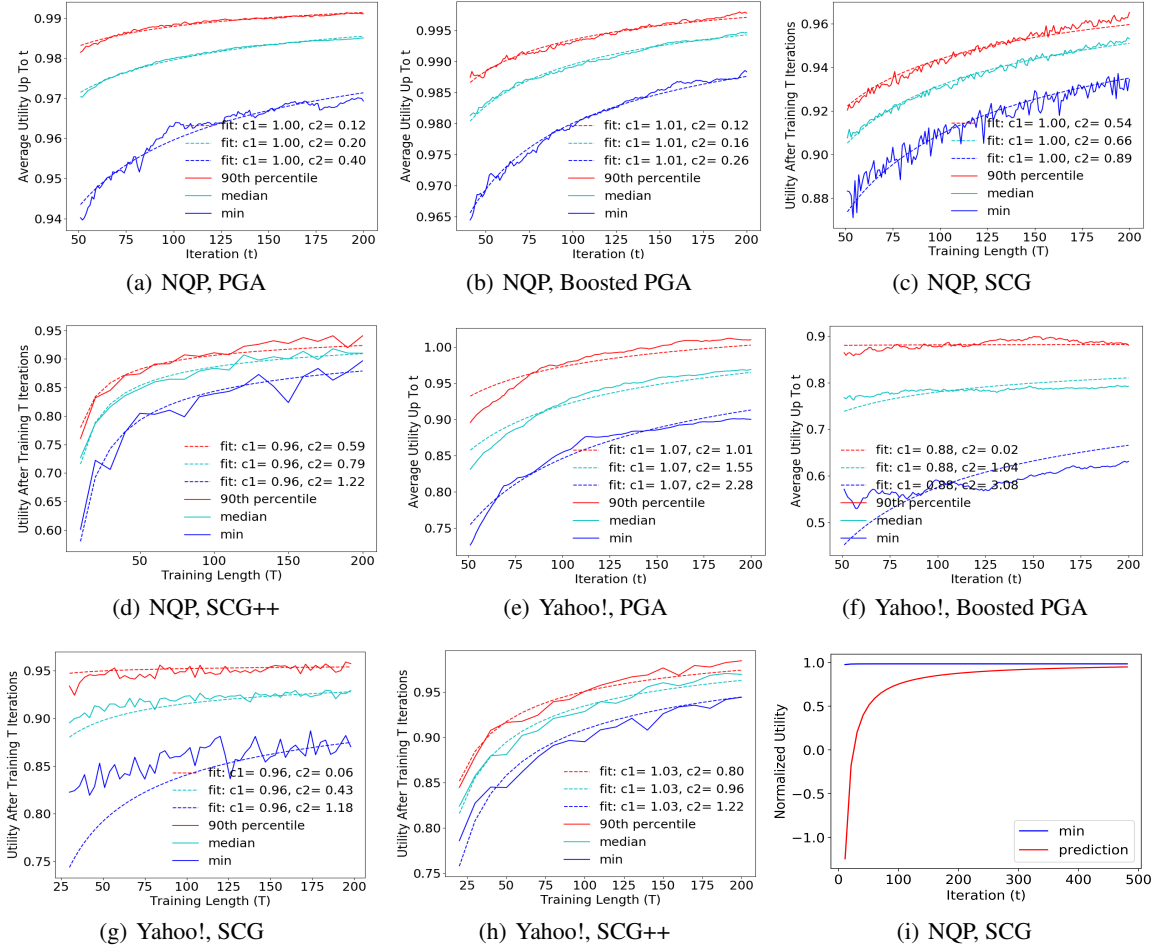 Average Utility Up To t
0.99
0.98
0.97
0.96
0.95
0.94
fit: c1= 1.00, c2= 0.12
fit: c1= 1.00, c2= 0.20
fit: c1= 1.00, c2= 0.40
90th percentile
median
min
50 75 100 125 150 175 200
Iteration (t)
(a) NQP, PGA
Average Utility Up To t
0.995
0.990
0.985
0.980
0.975
0.970
0.965
fit: c1= 1.01, c2= 0.12
fit: c1= 1.01, c2= 0.16
fit: c1= 1.01, c2= 0.26
90th percentile
median
min
50 75 100 125 150 175 200
Iteration (t)
(b) NQP, Boosted PGA
Utility After Training T Iterations
0.96
0.94
0.92
0.90
0.88
fit: c1= 1.00, c2= 0.54
fit: c1= 1.00, c2= 0.66
fit: c1= 1.00, c2= 0.89
90th percentile
median
min
50 75 100 125 150 175 200
Training Length (T)
(c) NQP, SCG
Utility After Training T Iterations
0.95
0.90
0.85
0.80
0.75
0.70
0.65
0.60
fit: c1= 0.96, c2= 0.59
fit: c1= 0.96, c2= 0.79
fit: c1= 0.96, c2= 1.22
90th percentile
median
min
50 100 150 200
Training Length (T)
(d) NQP, SCG++
Average Utility Up To t
1.00
0.95
0.90
0.85
0.80
0.75
fit: c1= 1.07, c2= 1.01
fit: c1= 1.07, c2= 1.55
fit: c1= 1.07, c2= 2.28
90th percentile
median
min
50 75 100 125 150 175 200
Iteration (t)
(e) Yahoo!, PGA
Average Utility Up To t
0.9
0.8
0.7
0.6
0.5
fit: c1= 0.88, c2= 0.02
fit: c1= 0.88, c2= 1.04
fit: c1= 0.88, c2= 3.08
90th percentile
median
min
50 75 100 125 150 175 200
Iteration (t)
(f) Yahoo!, Boosted PGA
Utility After Training T Iterations
0.95
0.90
0.85
0.80
0.75
fit: c1= 0.96, c2= 0.06
fit: c1= 0.96, c2= 0.43
fit: c1= 0.96, c2= 1.18
90th percentile
median
min
25 50 75 100 125 150 175 200
Training Length (T)
(g) Yahoo!, SCG
Utility After Training T Iterations
0.95
0.90
0.85
0.80
0.75
fit: c1= 1.03, c2= 0.80
fit: c1= 1.03, c2= 0.96
fit: c1= 1.03, c2= 1.22
90th percentile
median
min
25 50 75 100 125 150 175 200
Training Length (T)
(h) Yahoo!, SCG++
Normalized Utility
1.0
0.5
0.0
−0.5
−1.0
min
prediction
0 100 200 300 400 500
Iteration (t)
(i) NQP, SCG